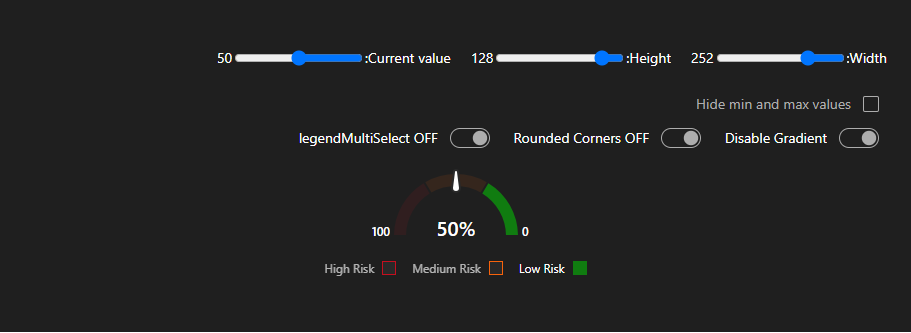 50 :Current value 128 :Height 252 :Width
Hide min and max values
legendMultiSelect OFF Rounded Corners OFF Disable Gradient
100 50% 0
High Risk Medium Risk Low Risk